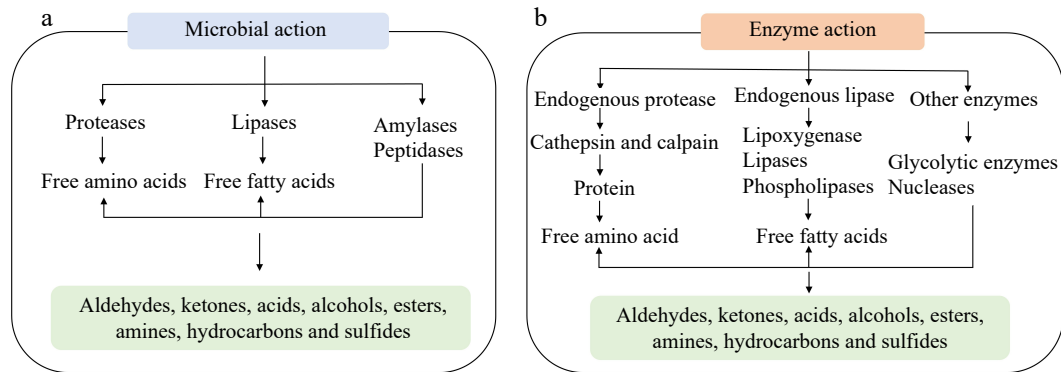 a
Microbial action
Proteases
Lipases
Amylases
Peptidases
Free amino acids
Free fatty acids
Aldehydes, ketones, acids, alcohols, esters,
amines, hydrocarbons and sulfides
b
Enzyme action
Endogenous protease
Endogenous lipase
Other enzymes
Cathepsin and calpain
Lipoxygenase
Lipases
Phospholipases
Glycolytic enzymes
Nucleases
Protein
Free amino acid
Free fatty acids
Aldehydes, ketones, acids, alcohols, esters,
amines, hydrocarbons and sulfides